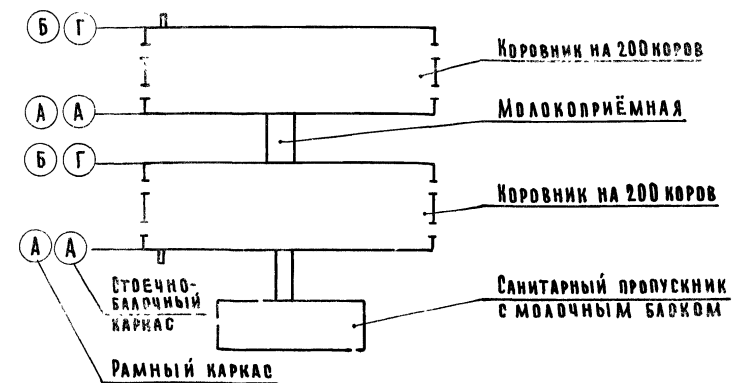 Б Г
Коровник на 200 коров
А А
Молокоприёмная
Б Г
Коровник на 200 коров
А А
Стоечно-
балочный
каркас
Санитарный пропускник
с молочным блоком
Рамный каркас